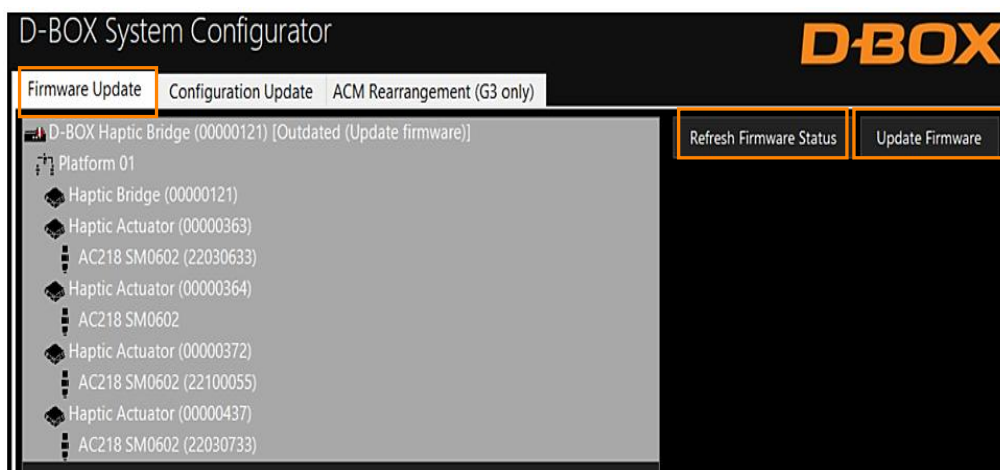 D-BOX System Configurator
D-BOX
Firmware Update Configuration Update ACM Rearrangement (G3 only)
D-BOX Haptic Bridge (00000121) [Outdated (Update firmware)]
Refresh Firmware Status Update Firmware
Platform 01
Haptic Bridge (00000121)
Haptic Actuator (00000363)
AC218 SM0602 (22030633)
Haptic Actuator (00000364)
AC218 SM0602
Haptic Actuator (00000372)
AC218 SM0602 (22100055)
Haptic Actuator (00000437)
AC218 SM0602 (22030733)